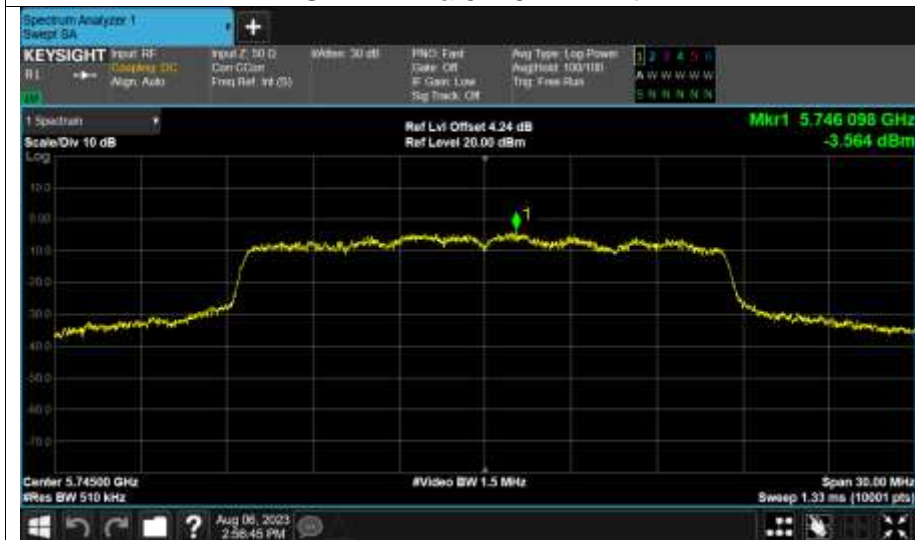 Spectrum Analyzer 1
Swept SA
+
KEYSIGHT Input: RF
Coupling: DC
Align: Auto
Input Z: 50 Ω
Corr CCorr
Freq Ref: Int (S)
Atten: 30 dB
PNO: Fast
Gate: Off
IF Gain: Low
Sig Track: Off
Avg Type: Log-Power
Avg|Hold: 100/100
Trig: Free Run
1 2 3 4 5 6
A W W W W W
S N N N N N
1 Spectrum
Scale/Div 10 dB
Ref Lvl Offset 4.24 dB
Ref Level 20.00 dBm
Mkr1 5.746 098 GHz
-3.564 dBm
Log
10.0
0.00
-10.0
-20.0
-30.0
-40.0
-50.0
-60.0
-70.0
1
Center 5.74500 GHz
#Res BW 510 kHz
#Video BW 1.5 MHz
Span 30.00 MHz
Sweep 1.33 ms (10001 pts)
?
Aug 06, 2023
2:58:45 PM